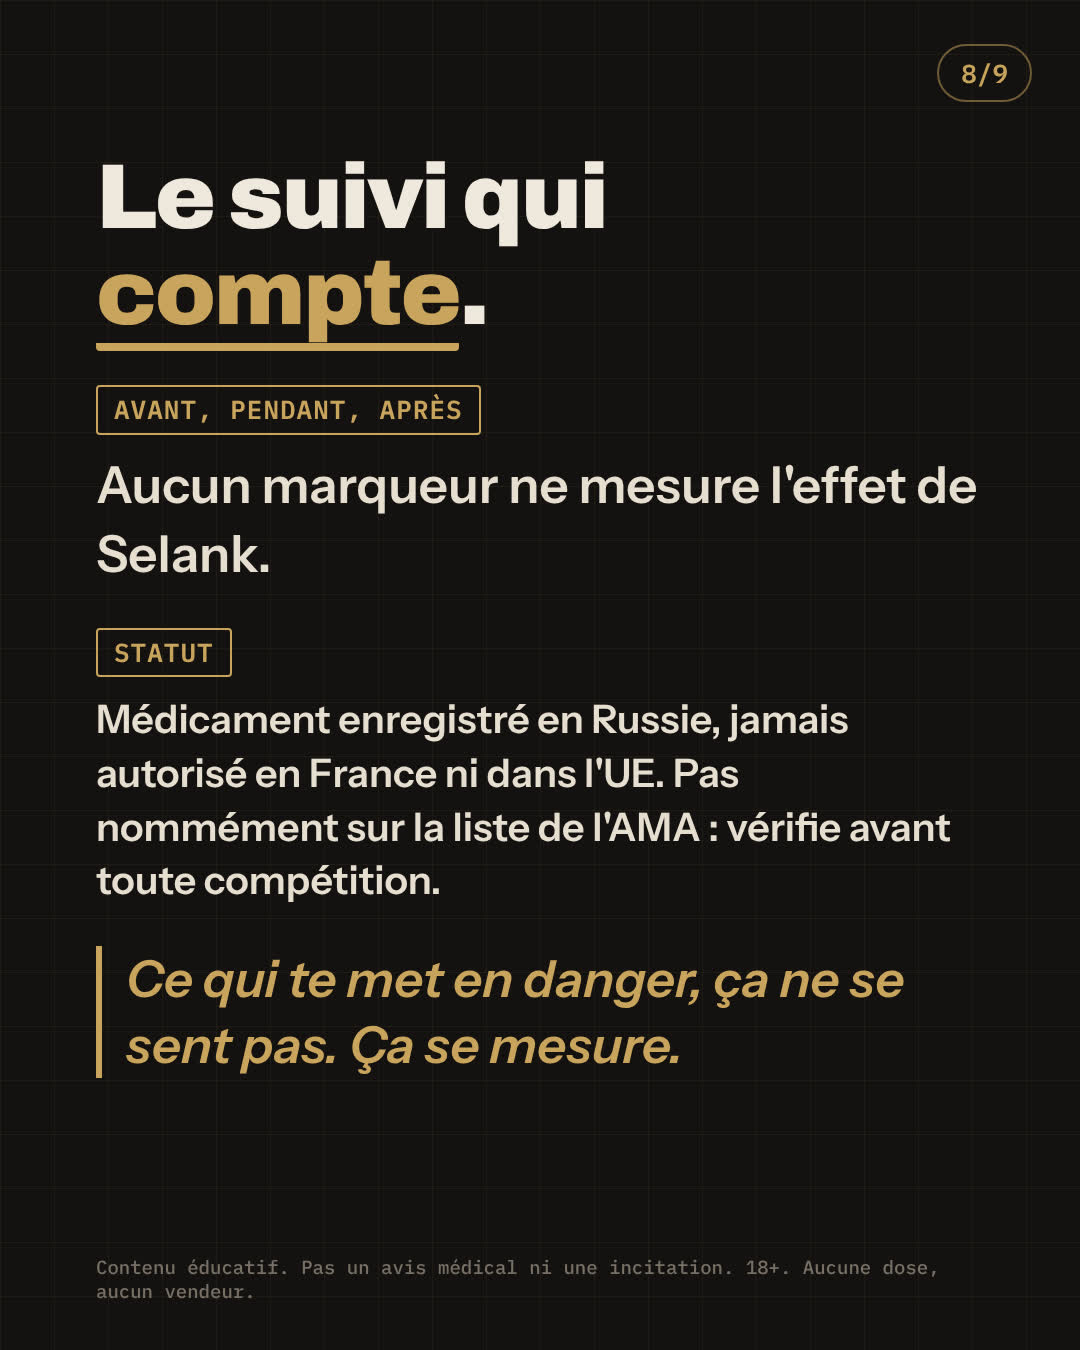 8/9
Le suivi qui
compte.
AVANT, PENDANT, APRÈS
Aucun marqueur ne mesure l'effet de
Selank.
STATUT
Médicament enregistré en Russie, jamais
autorisé en France ni dans l'UE. Pas
nommément sur la liste de l'AMA : vérifie avant
toute compétition.
Ce qui te met en danger, ça ne se
sent pas. Ça se mesure.
Contenu éducatif. Pas un avis médical ni une incitation. 18+. Aucune dose,
aucun vendeur.